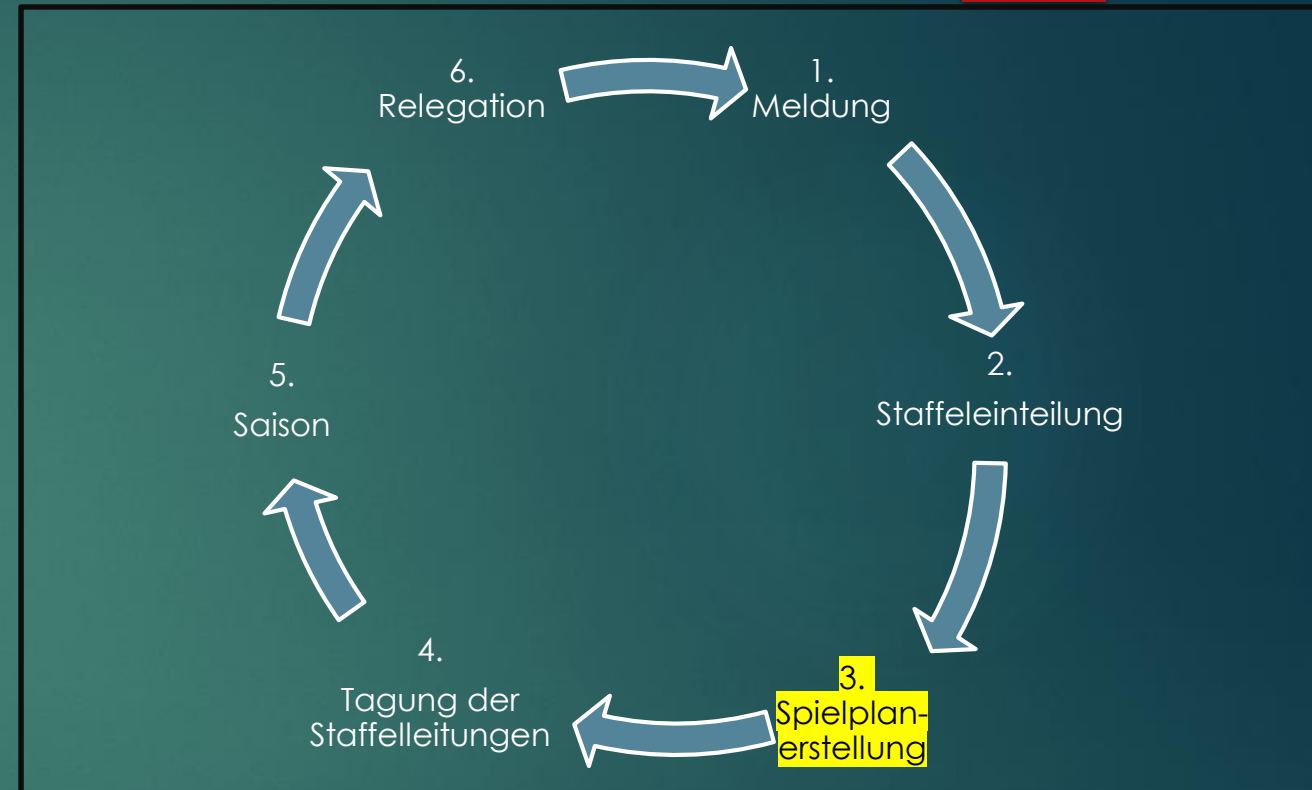 1.
Meldung
2.
Staffeleinteilung
3.
Spielplan-
erstellung
4.
Tagung der
Staffelleitungen
5.
Saison
6.
Relegation